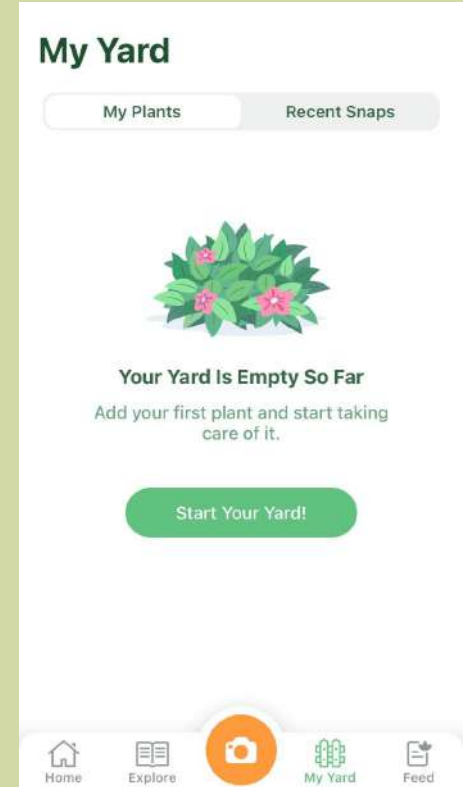 My Yard
My Plants
Recent Snaps
Your Yard Is Empty So Far
Add your first plant and start taking
care of it.
Start Your Yard!
Home
Explore
My Yard
Feed